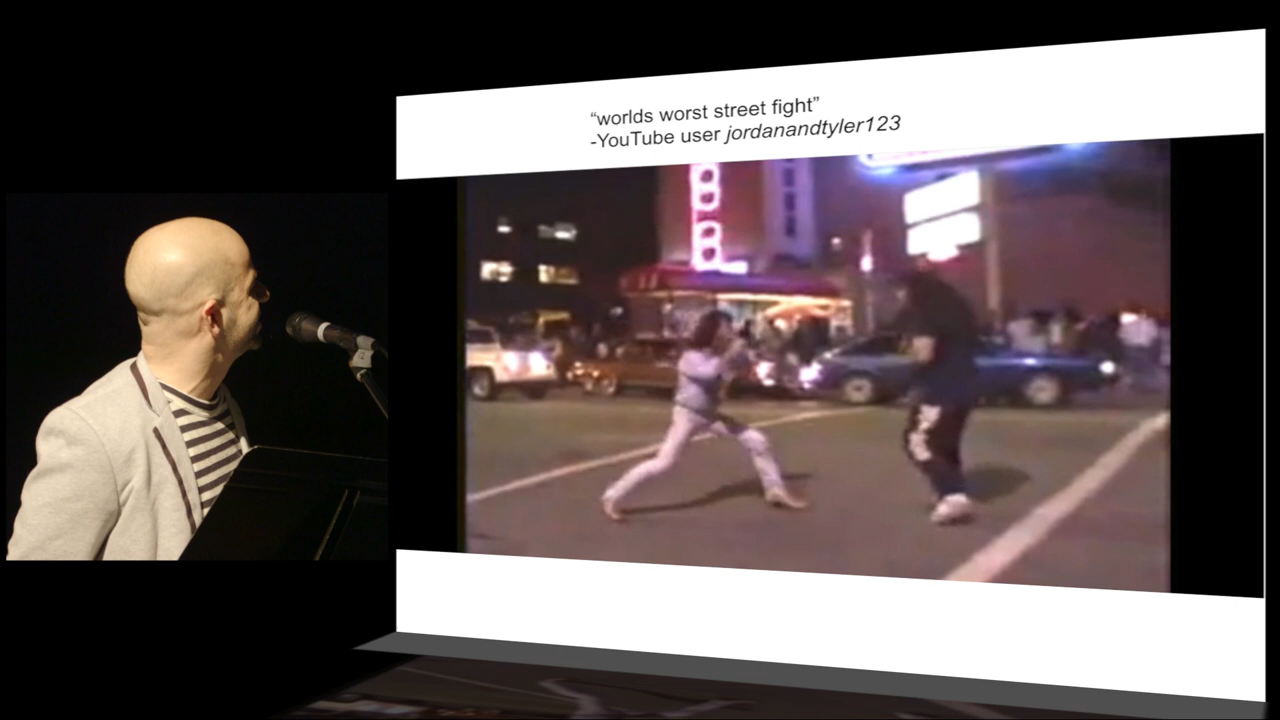 “worlds worst street fight”
-YouTube user jordanandtyler123